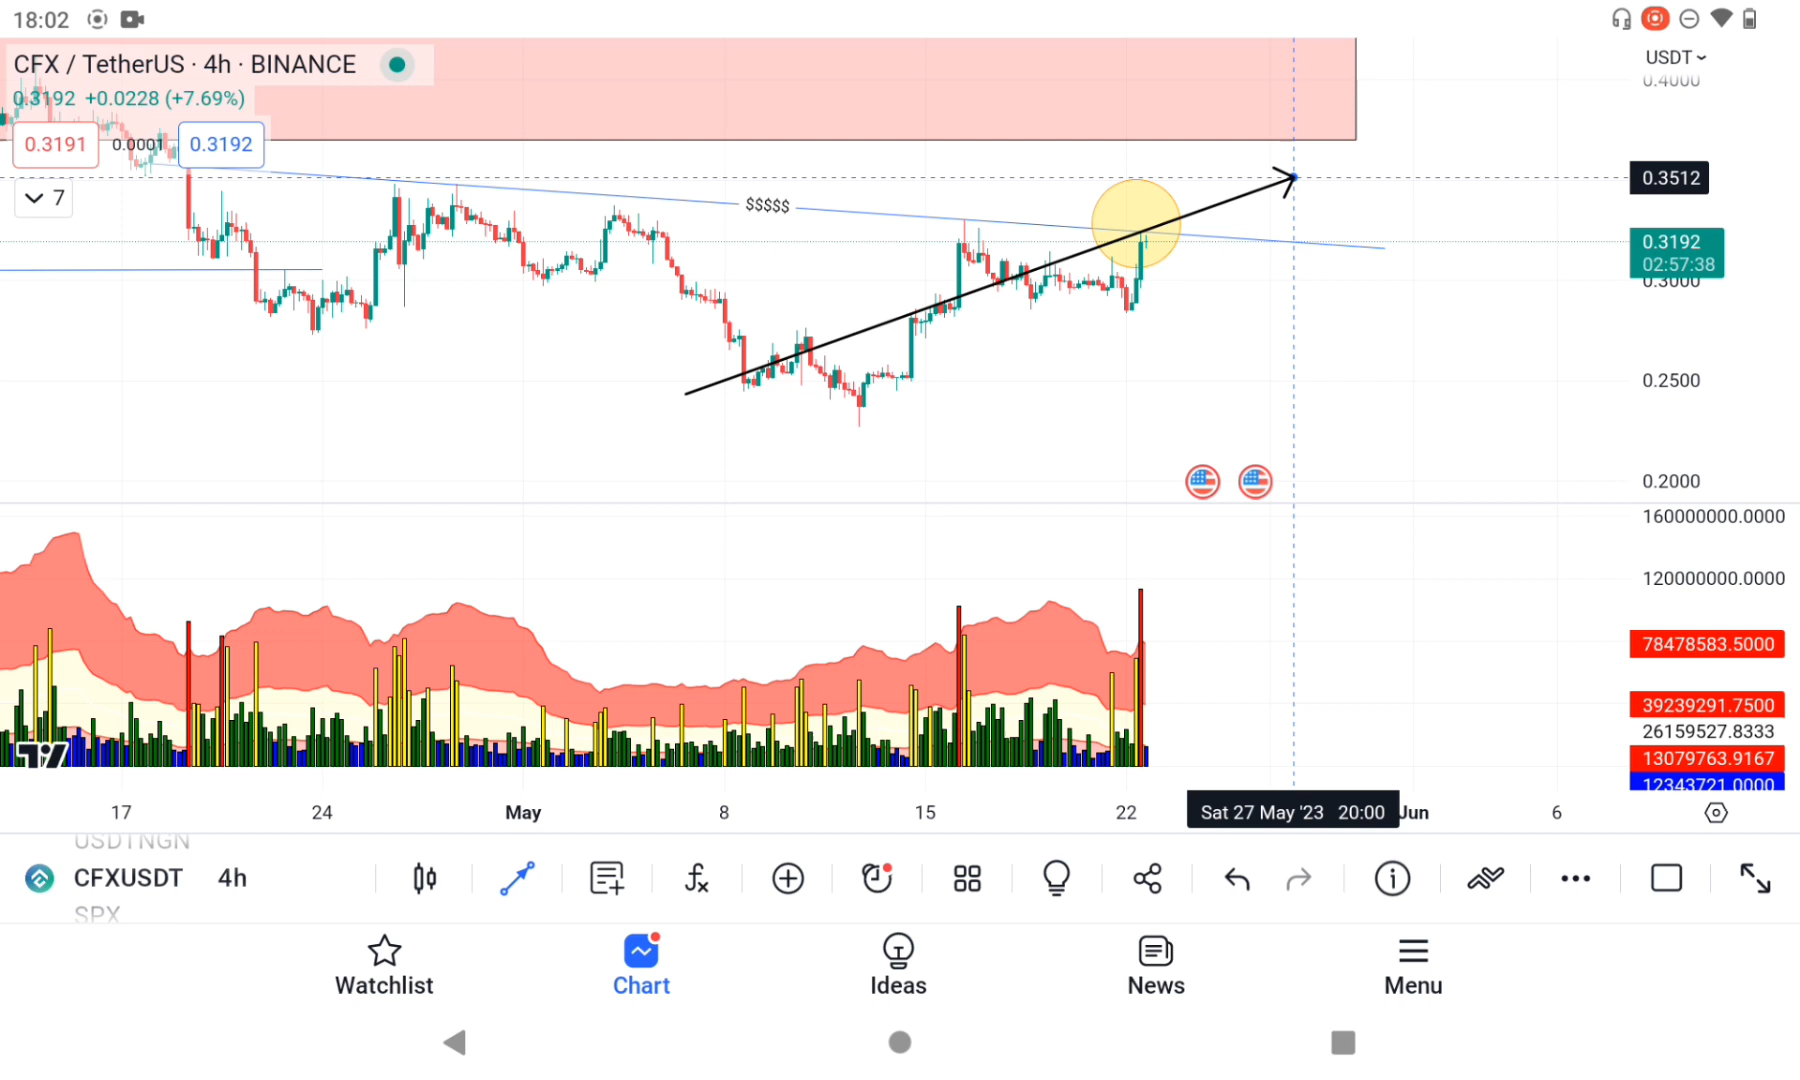 18:02
CFX / TetherUS · 4h · BINANCE
0.3192 +0.0228 (+7.69%)
0.3191 0.0001 0.3192
7
$$$$$
USDT
0.4000
0.3512
0.3192
02:57:38
0.3000
0.2500
0.2000
160000000.0000
120000000.0000
78478583.5000
39239291.7500
26159527.8333
13079763.9167
12343721.0000
17 24 May 8 15 22 Sat 27 May '23 20:00 Jun 6
USDTNGN
CFXUSDT 4h
SPX
Watchlist Chart Ideas News Menu